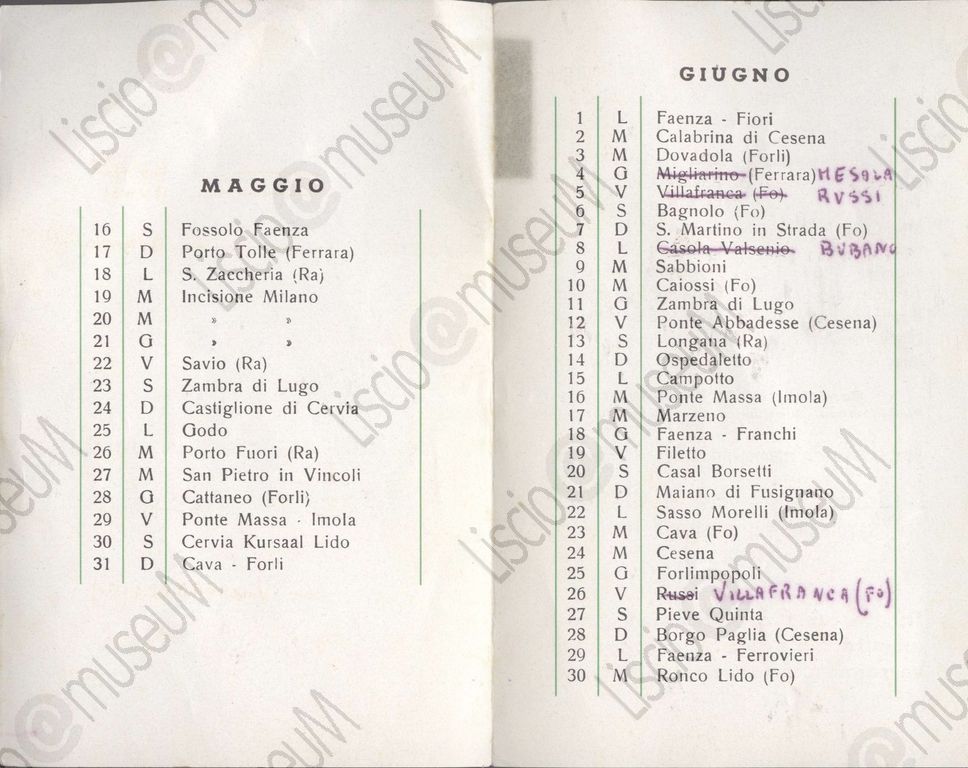 MAGGIO
16 S Fossolo Faenza
17 D Porto Tolle (Ferrara)
18 L S. Zaccheria (Ra)
19 M Incisione Milano
20 M » »
21 G » »
22 V Savio (Ra)
23 S Zambra di Lugo
24 D Castiglione di Cervia
25 L Godo
26 M Porto Fuori (Ra)
27 M San Pietro in Vincoli
28 G Cattaneo (Forlì)
29 V Ponte Massa - Imola
30 S Cervia Kursaal Lido
31 D Cava - Forlì
GIUGNO
1 L Faenza - Fiori
2 M Calabrina di Cesena
3 M Dovadola (Forlì)
4 G Migliarino (Ferrara) MESOLA
5 V Villafranca (Fo) RUSSI
6 S Bagnolo (Fo)
7 D S. Martino in Strada (Fo)
8 L Casola Valsenio BUBANO
9 M Sabbioni
10 M Caiossi (Fo)
11 G Zambra di Lugo
12 V Ponte Abbadesse (Cesena)
13 S Longana (Ra)
14 D Ospedaletto
15 L Campotto
16 M Ponte Massa (Imola)
17 M Marzeno
18 G Faenza - Franchi
19 V Filetto
20 S Casal Borsetti
21 D Maiano di Fusignano
22 L Sasso Morelli (Imola)
23 M Cava (Fo)
24 M Cesena
25 G Forlimpopoli
26 V Russi VILLAFRANCA (FO)
27 S Pieve Quinta
28 D Borgo Paglia (Cesena)
29 L Faenza - Ferrovieri
30 M Ronco Lido (Fo)
Liscio@museuM